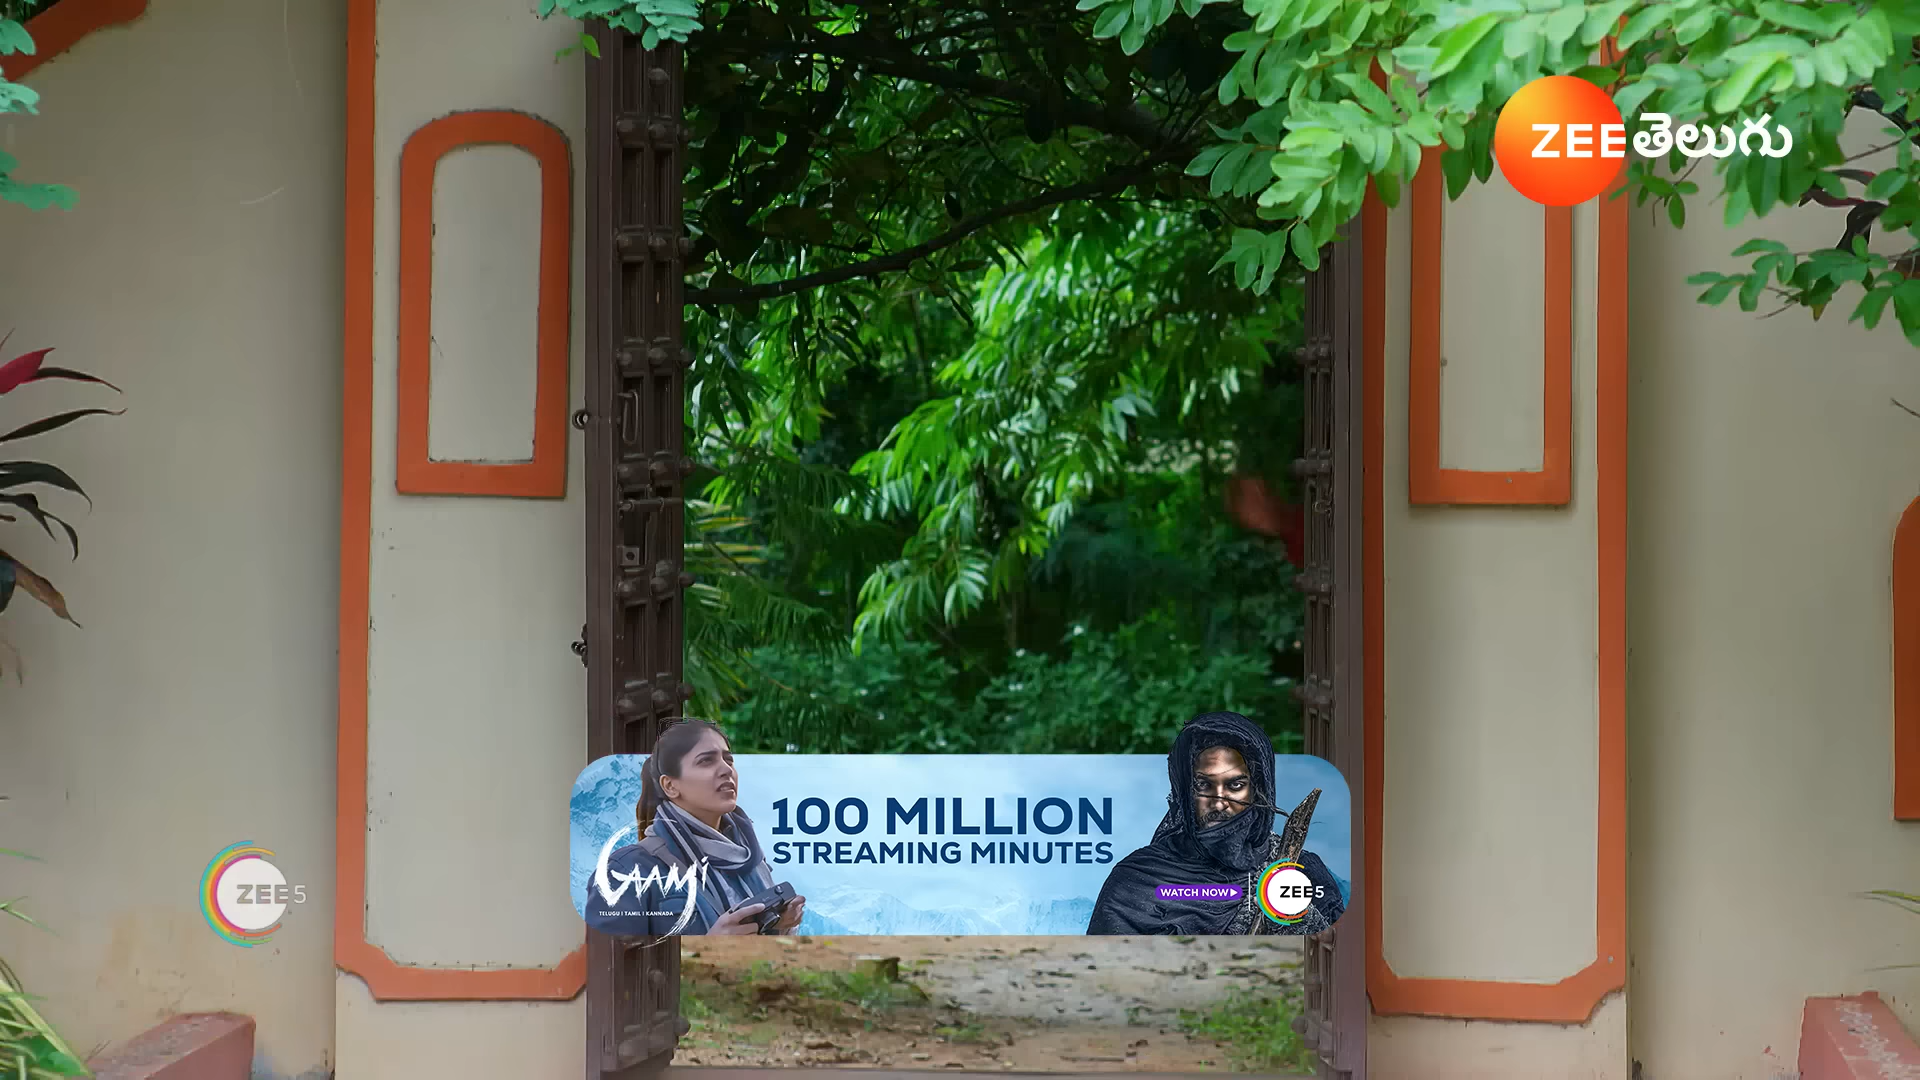 ZEE తెలుగు
100 MILLION
STREAMING MINUTES
GAAMI
TELUGU | TAMIL | KANNADA
WATCH NOW
ZEE5
ZEE5